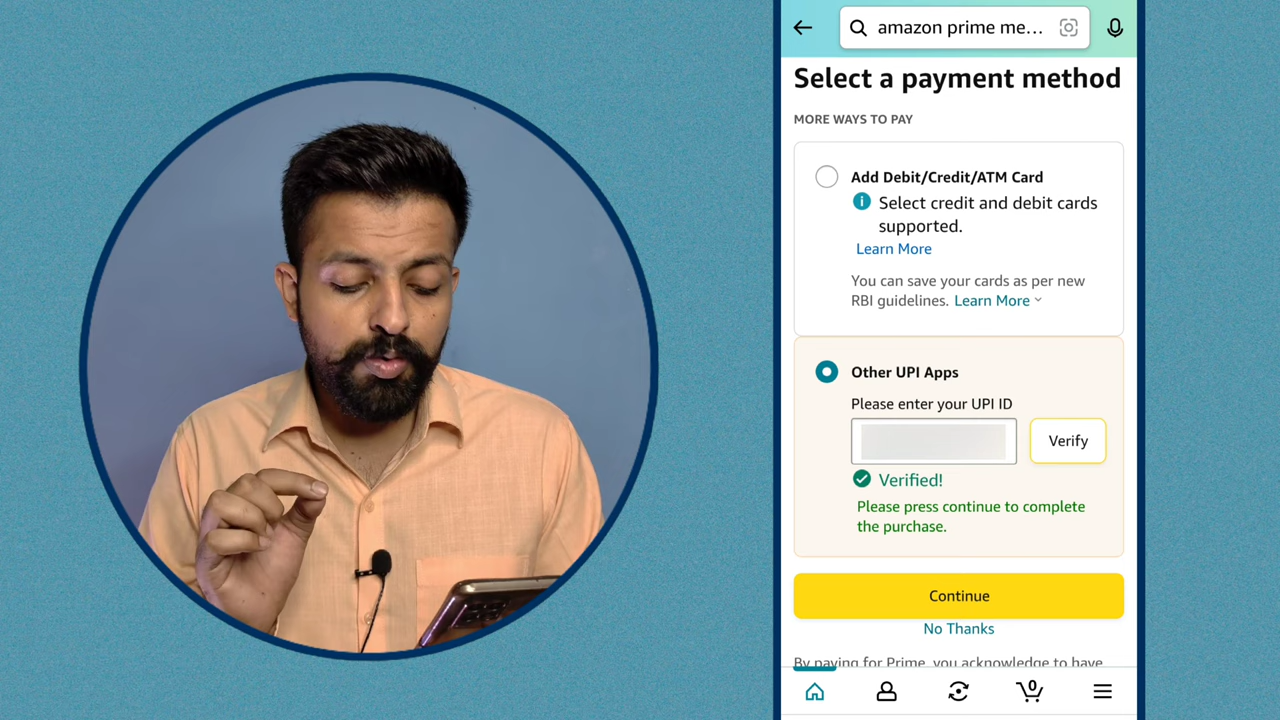 amazon prime me...
Select a payment method
MORE WAYS TO PAY
Add Debit/Credit/ATM Card
Select credit and debit cards
supported.
Learn More
You can save your cards as per new
RBI guidelines. Learn More
Other UPI Apps
Please enter your UPI ID
Verify
Verified!
Please press continue to complete
the purchase.
Continue
No Thanks
By paying for Prime, you acknowledge to have
0